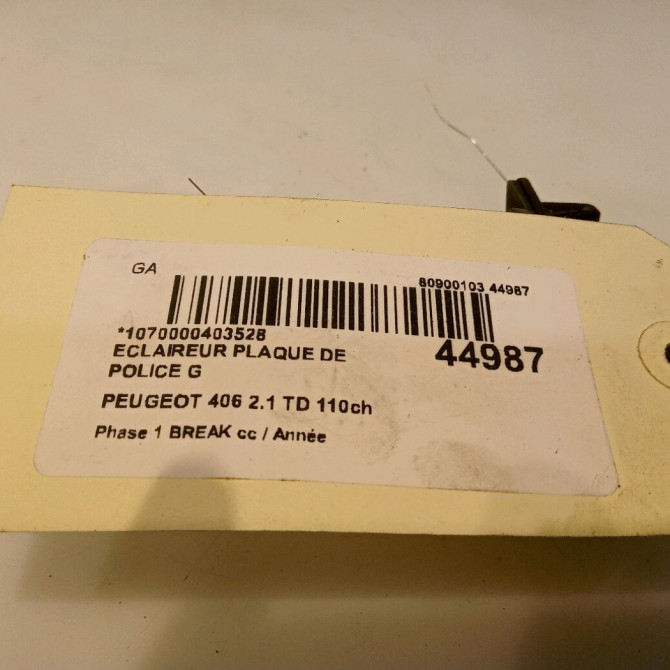 GA
80900103 44987
*1070000403528
ECLAIREUR PLAQUE DE
POLICE G
44987
PEUGEOT 406 2.1 TD 110ch
Phase 1 BREAK cc / Année